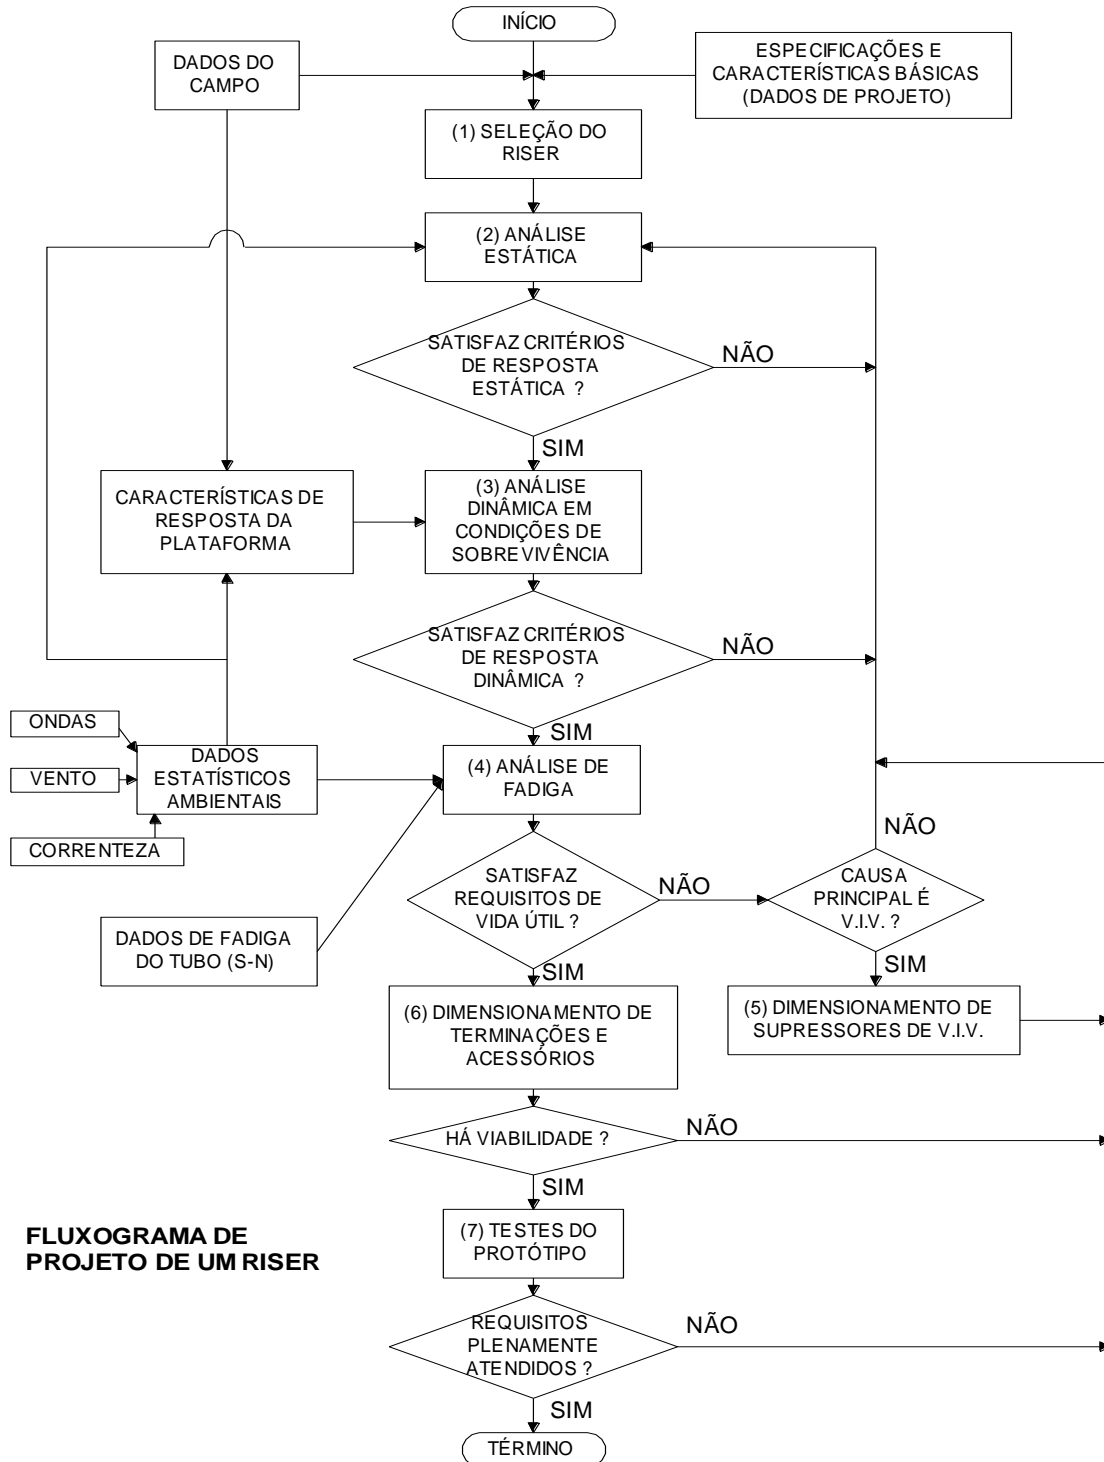 INÍCIO
DADOS DO
CAMPO
ESPECIFICAÇÕES E
CARACTERÍSTICAS BÁSICAS
(DADOS DE PROJETO)
(1) SELEÇÃO DO
RISER
(2) ANÁLISE
ESTÁTICA
SATISFAZ CRITÉRIOS
DE RESPOSTA
ESTÁTICA ?
NÃO
SIM
CARACTERÍSTICAS DE
RESPOSTA DA
PLATAFORMA
(3) ANÁLISE
DINÂMICA EM
CONDIÇÕES DE
SOBREVIVÊNCIA
SATISFAZ CRITÉRIOS
DE RESPOSTA
DINÂMICA ?
NÃO
SIM
ONDAS
VENTO
CORRENTEZA
DADOS
ESTATÍSTICOS
AMBIENTAIS
(4) ANÁLISE DE
FADIGA
NÃO
SATISFAZ
REQUISITOS DE
VIDA ÚTIL ?
NÃO
CAUSA
PRINCIPAL É
V.I.V. ?
DADOS DE FADIGA
DO TUBO (S-N)
SIM
SIM
(6) DIMENSIONAMENTO DE
TERMINAÇÕES E
ACESSÓRIOS
(5) DIMENSIONAMENTO DE
SUPRESSORES DE V.I.V.
HÁ VIABILIDADE ?
NÃO
SIM
FLUXOGRAMA DE
PROJETO DE UM RISER
(7) TESTES DO
PROTÓTIPO
REQUISITOS
PLENAMENTE
ATENDIDOS ?
NÃO
SIM
TÉRMINO